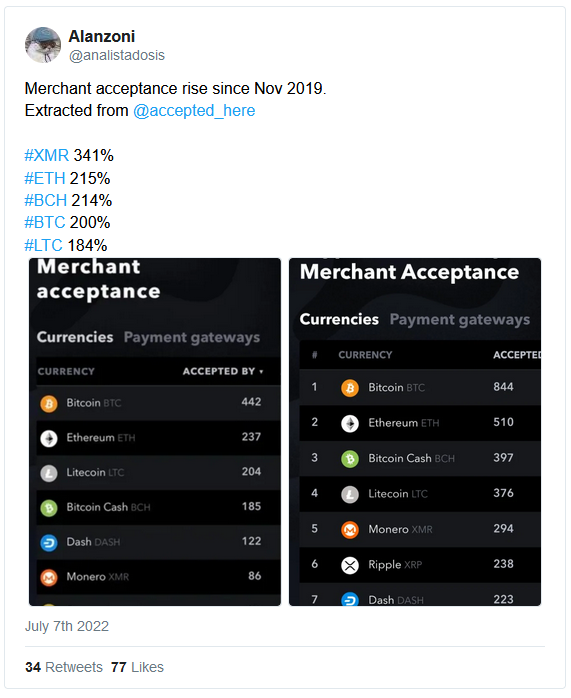 Alanzoni
@analistadosis
Merchant acceptance rise since Nov 2019.
Extracted from @accepted_here
#XMR 341%
#ETH 215%
#BCH 214%
#BTC 200%
#LTC 184%
Merchant
acceptance
Currencies Payment gateways
CURRENCY ACCEPTED BY
Bitcoin BTC 442
Ethereum ETH 237
Litecoin LTC 204
Bitcoin Cash BCH 185
Dash DASH 122
Monero XMR 86
Merchant Acceptance
Currencies Payment gateways
# CURRENCY ACCEPTED
1 Bitcoin BTC 844
2 Ethereum ETH 510
3 Bitcoin Cash BCH 397
4 Litecoin LTC 376
5 Monero XMR 294
6 Ripple XRP 238
7 Dash DASH 223
July 7th 2022
34 Retweets 77 Likes